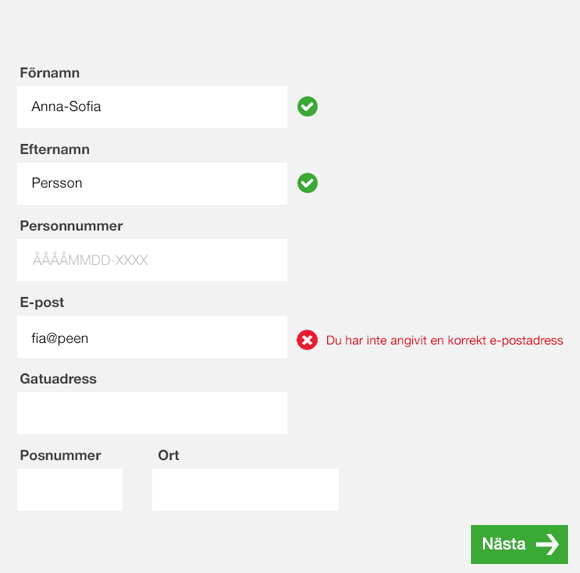 Förnamn
Anna-Sofia
Efternamn
Persson
Personnummer
ÅÅÅÅMMDD-XXXX
E-post
fia@peen
Du har inte angivit en korrekt e-postadress
Gatuadress
Posnummer Ort
Nästa